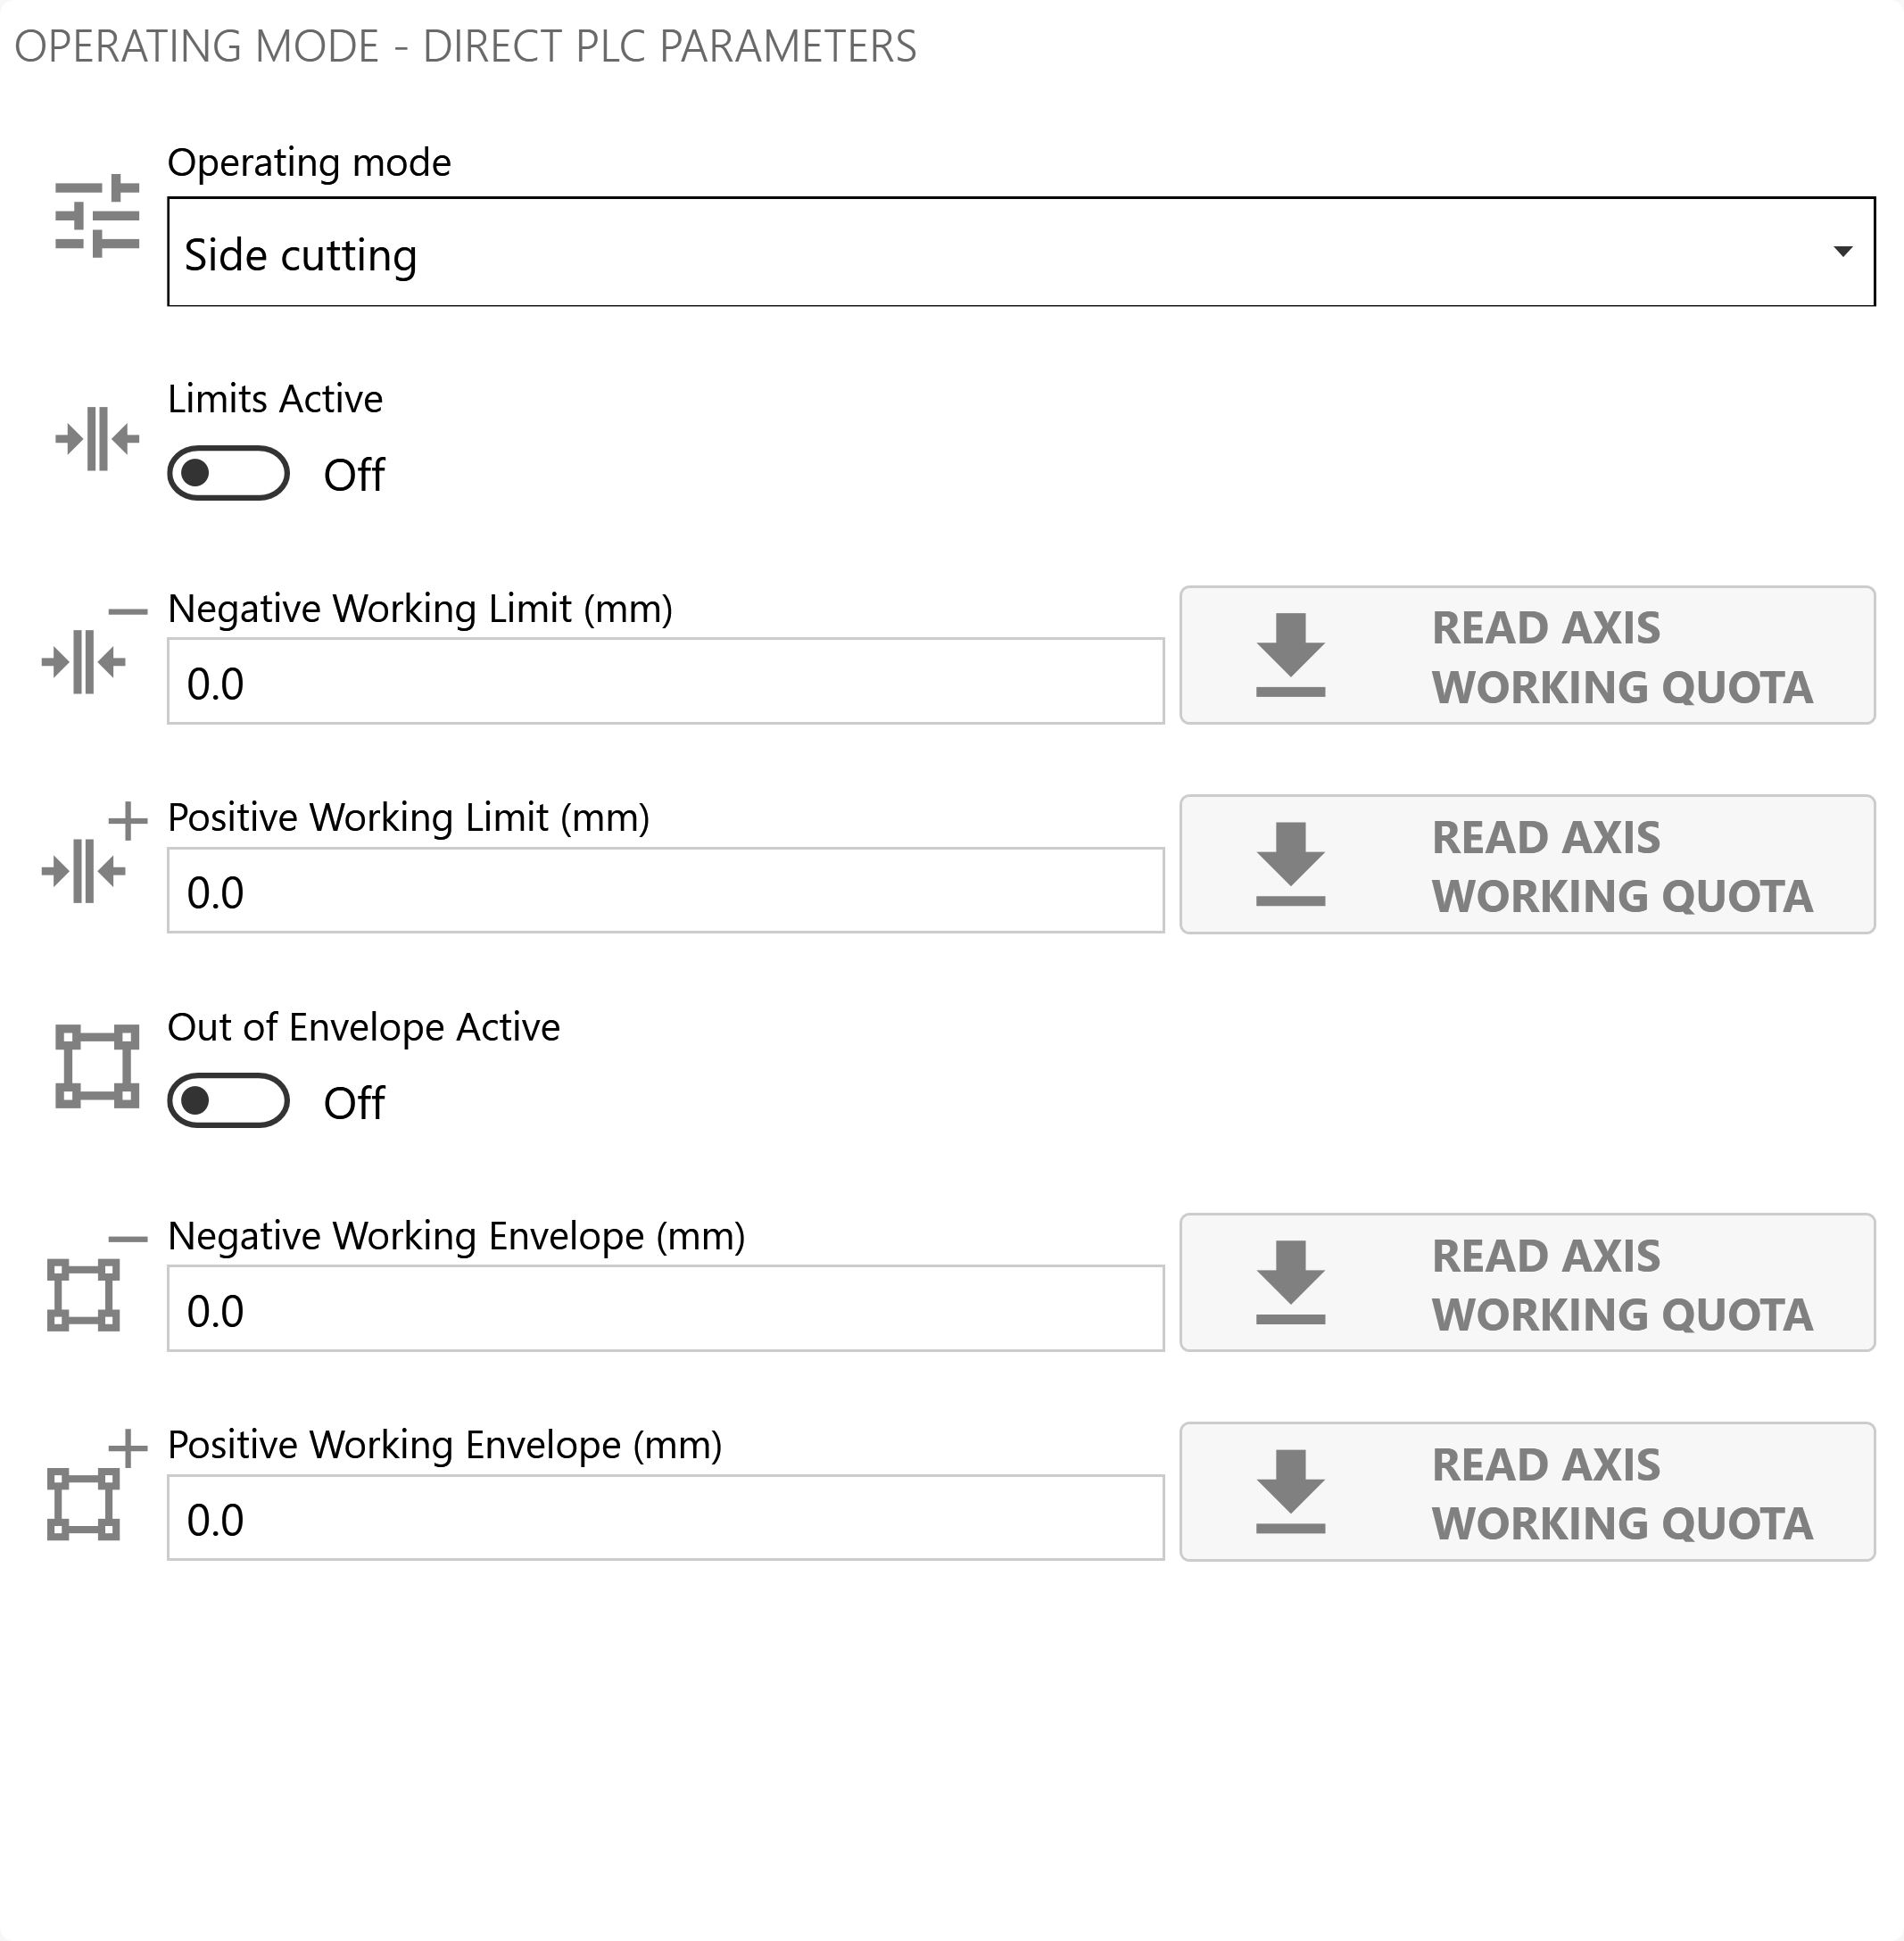 OPERATING MODE - DIRECT PLC PARAMETERS
Operating mode
Side cutting
Limits Active
Off
Negative Working Limit (mm)
0.0
READ AXIS
WORKING QUOTA
Positive Working Limit (mm)
0.0
READ AXIS
WORKING QUOTA
Out of Envelope Active
Off
Negative Working Envelope (mm)
0.0
READ AXIS
WORKING QUOTA
Positive Working Envelope (mm)
0.0
READ AXIS
WORKING QUOTA